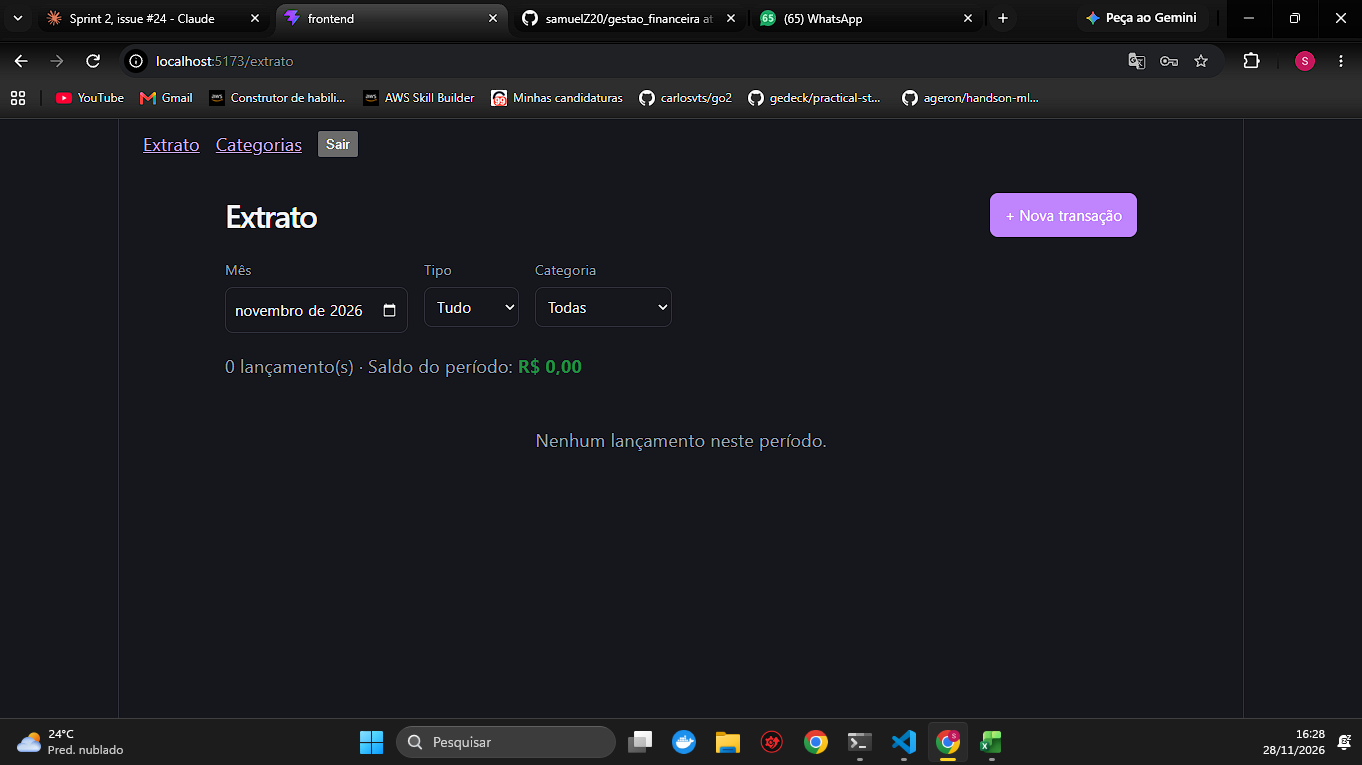 Sprint 2, issue #24 - Claude
frontend
samuelZ20/gestao_financeira at
(65) WhatsApp
Peça ao Gemini
localhost:5173/extrato
S
YouTube
Gmail
Construtor de habili...
AWS Skill Builder
Minhas candidaturas
carlosvts/go2
gedeck/practical-st...
ageron/handson-ml...
Extrato
Categorias
Sair
Extrato
+ Nova transação
Mês
Tipo
Categoria
novembro de 2026
Tudo
Todas
0 lançamento(s) · Saldo do período: R$ 0,00
Nenhum lançamento neste período.
24°C
Pred. nublado
Pesquisar
16:28
28/11/2026